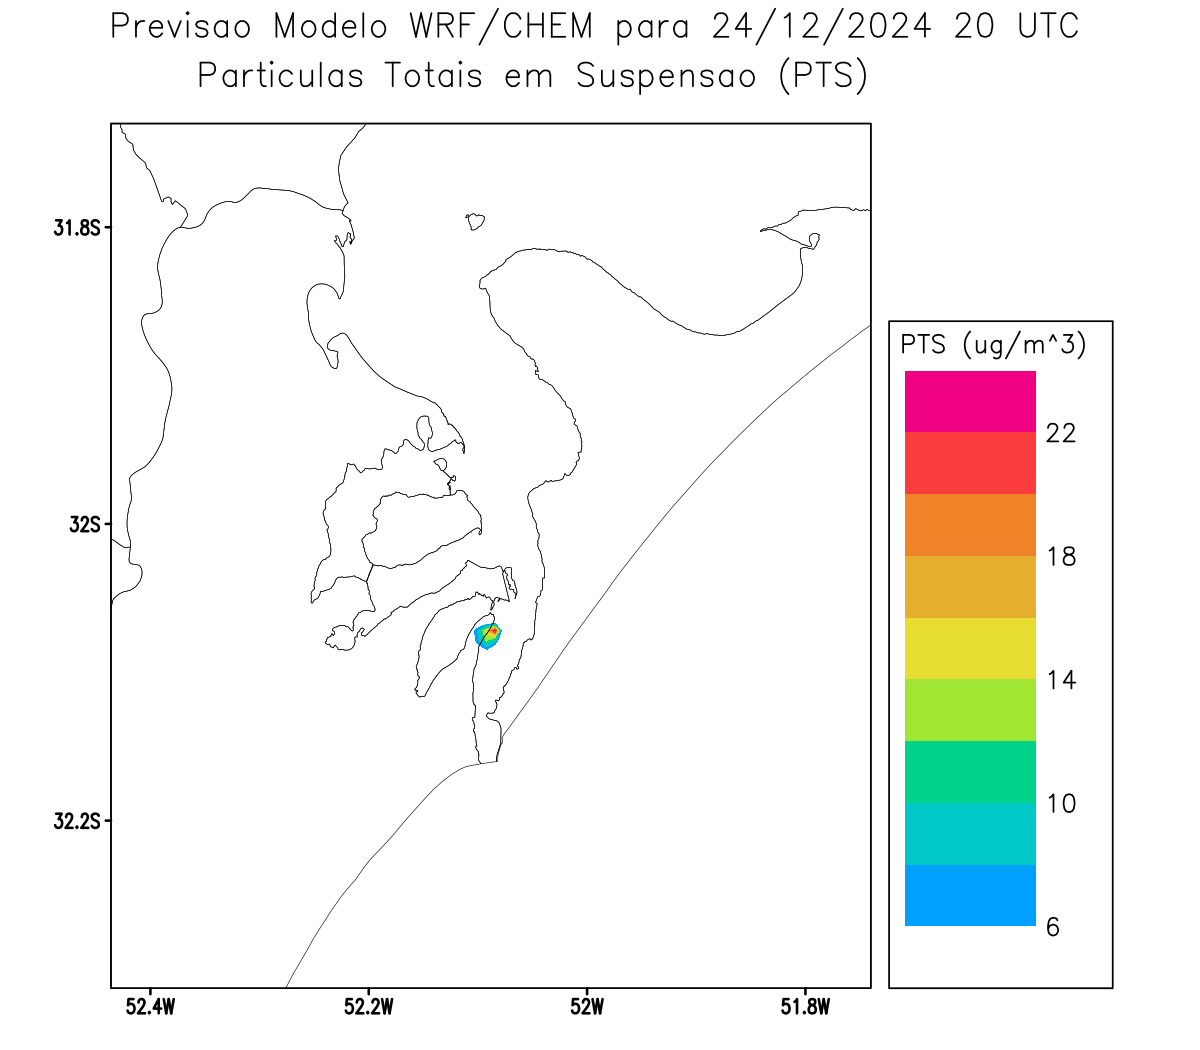 Previsao Modelo WRF/CHEM para 24/12/2024 20 UTC
Particulas Totais em Suspensao (PTS)
31.8S
32S
32.2S
52.4W
52.2W
52W
51.8W
PTS (ug/m^3)
22
18
14
10
6